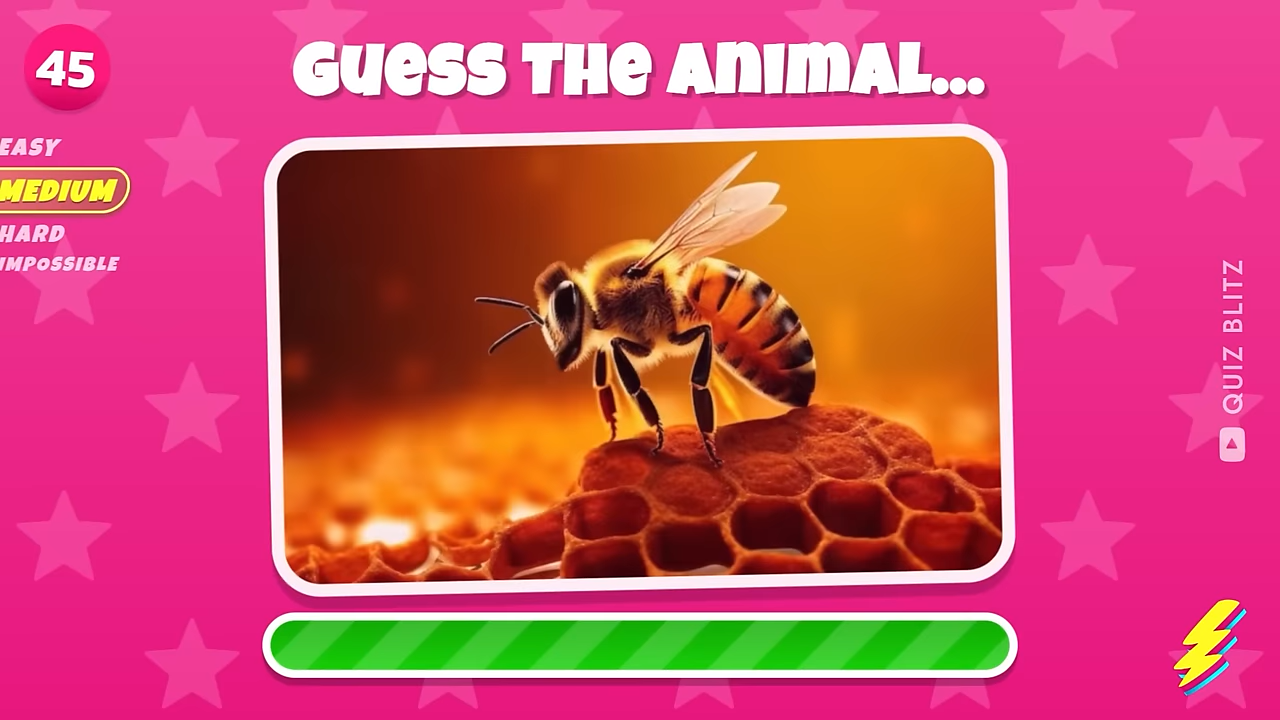 45
GUESS THE ANIMAL...
EASY
MEDIUM
HARD
IMPOSSIBLE
QUIZ BLITZ